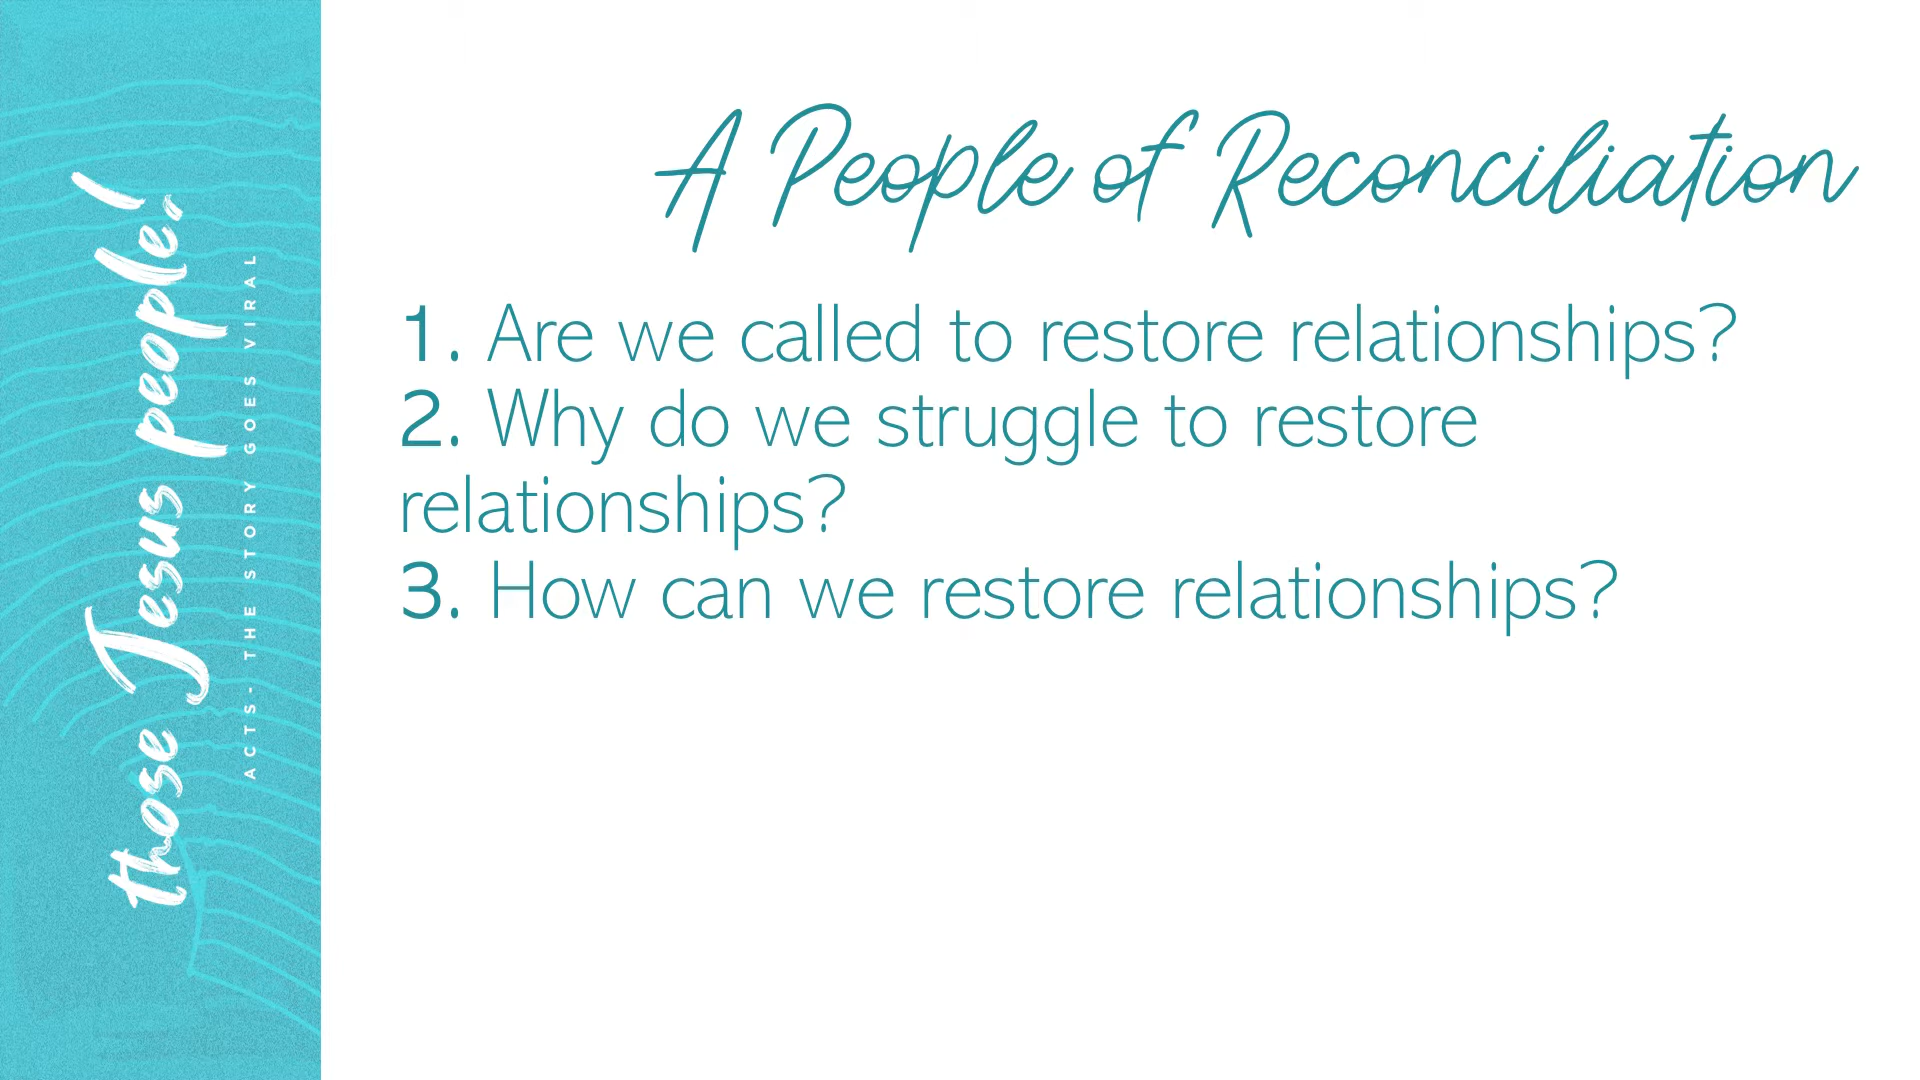 those Jesus people!
ACTS- THE STORY GOES VIRAL
A People of Reconciliation
1. Are we called to restore relationships?
2. Why do we struggle to restore
relationships?
3. How can we restore relationships?